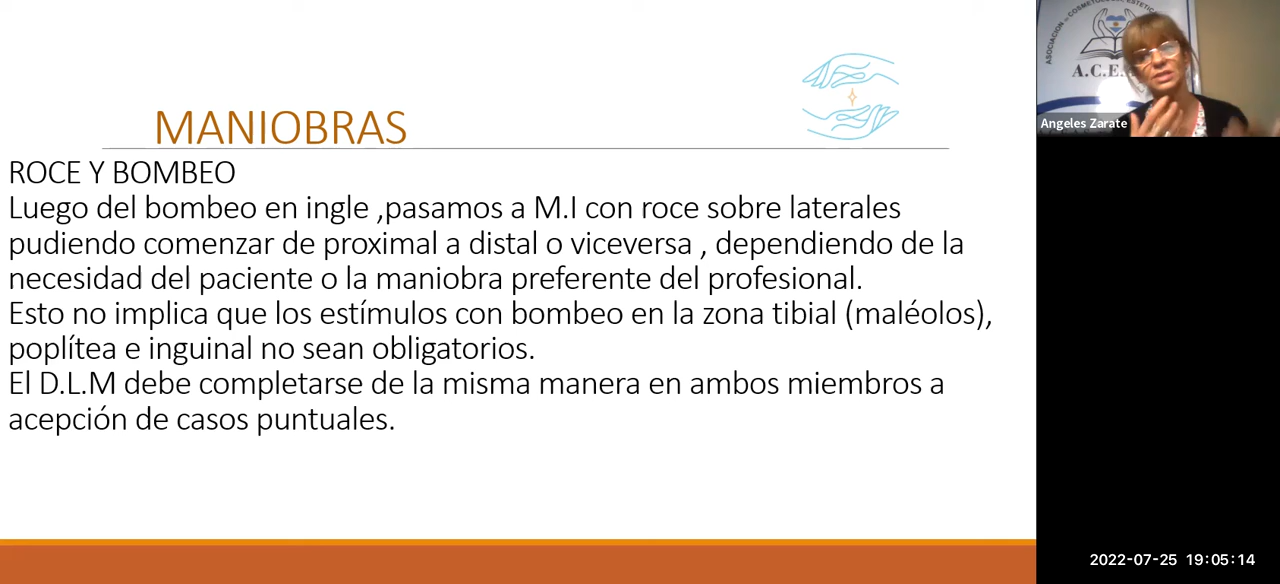 MANIOBRAS
ROCE Y BOMBEO
Luego del bombeo en ingle ,pasamos a M.I con roce sobre laterales
pudiendo comenzar de proximal a distal o viceversa , dependiendo de la
necesidad del paciente o la maniobra preferente del profesional.
Esto no implica que los estímulos con bombeo en la zona tibial (maléolos),
poplítea e inguinal no sean obligatorios.
El D.L.M debe completarse de la misma manera en ambos miembros a
acepción de casos puntuales.
A.C.E.
Angeles Zarate
2022-07-25 19:05:14